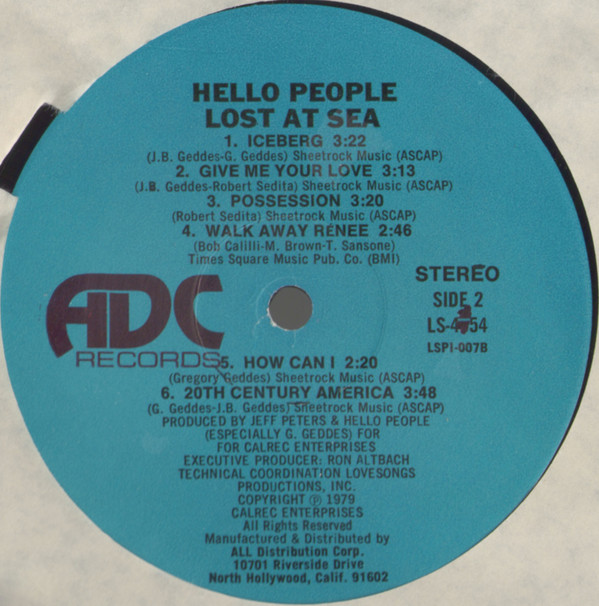 HELLO PEOPLE
LOST AT SEA
1. ICEBERG 3:22
(J.B. Geddes-G. Geddes) Sheetrock Music (ASCAP)
2. GIVE ME YOUR LOVE 3:13
(J.B. Geddes-Robert Sedita) Sheetrock Music (ASCAP)
3. POSSESSION 3:20
(Robert Sedita) Sheetrock Music (ASCAP)
4. WALK AWAY RENEE 2:46
(Bob Calilli-M. Brown-T. Sansone)
Times Square Music Pub. Co. (BMI)
STEREO
SIDE 2
LSPI-007B
ADC
RECORDS
5. HOW CAN I 2:20
(Gregory Geddes) Sheetrock Music (ASCAP)
6. 20TH CENTURY AMERICA 3:48
(G. Geddes-J.B. Geddes) Sheetrock Music (ASCAP)
PRODUCED BY JEFF PETERS & HELLO PEOPLE
(ESPECIALLY G. GEDDES) FOR
FOR CALREC ENTERPRISES
EXECUTIVE PRODUCER: RON ALTBACH
TECHNICAL COORDINATION LOVESONGS
PRODUCTIONS, INC.
COPYRIGHT ℗ 1979
CALREC ENTERPRISES
All Rights Reserved
Manufactured & Distributed by
ALL Distribution Corp.
10701 Riverside Drive
North Hollywood, Calif. 91602